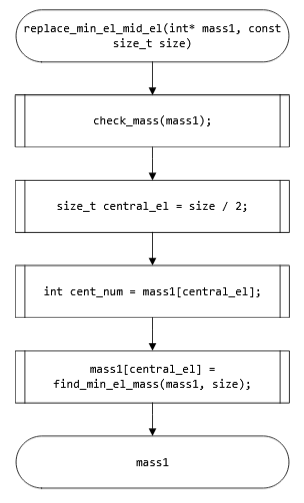 replace_min_el_mid_el(int* mass1, const
size_t size)
check_mass(mass1);
size_t central_el = size / 2;
int cent_num = mass1[central_el];
mass1[central_el] =
find_min_el_mass(mass1, size);
mass1